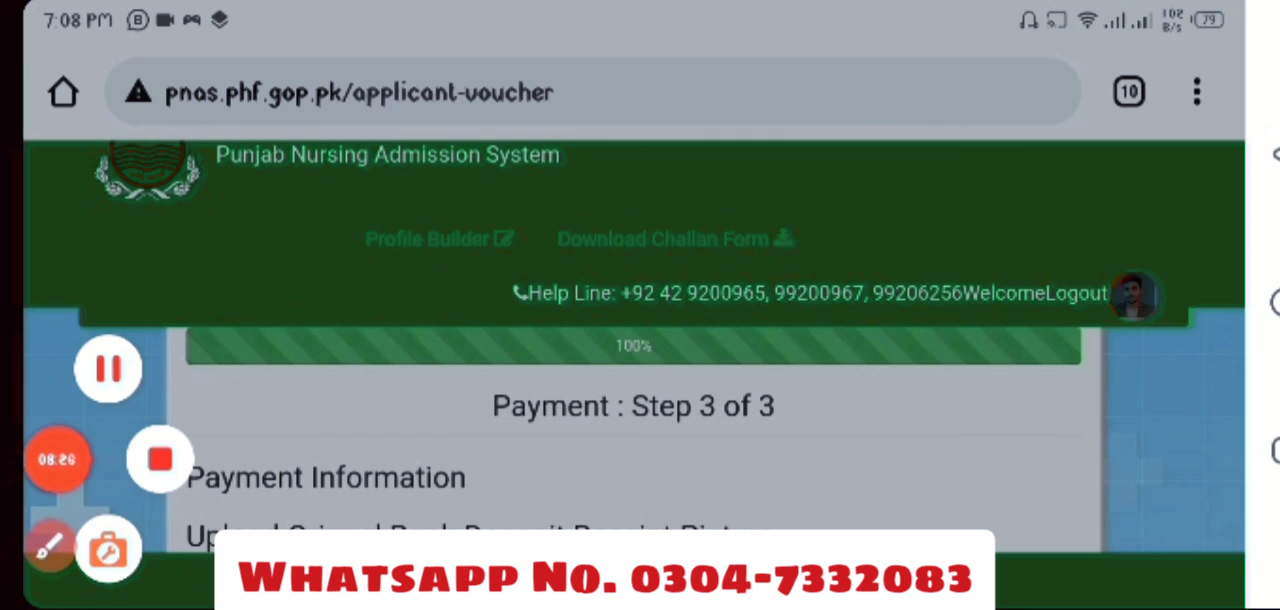 7:08 PM
102
B/S
79
pnas.phf.gop.pk/applicant-voucher
10
Punjab Nursing Admission System
Profile Builder
Download Challan Form
Help Line: +92 42 9200965, 99200967, 99206256WelcomeLogout
100%
Payment : Step 3 of 3
08:26
Payment Information
WHATSAPP NO. 0304-7332083